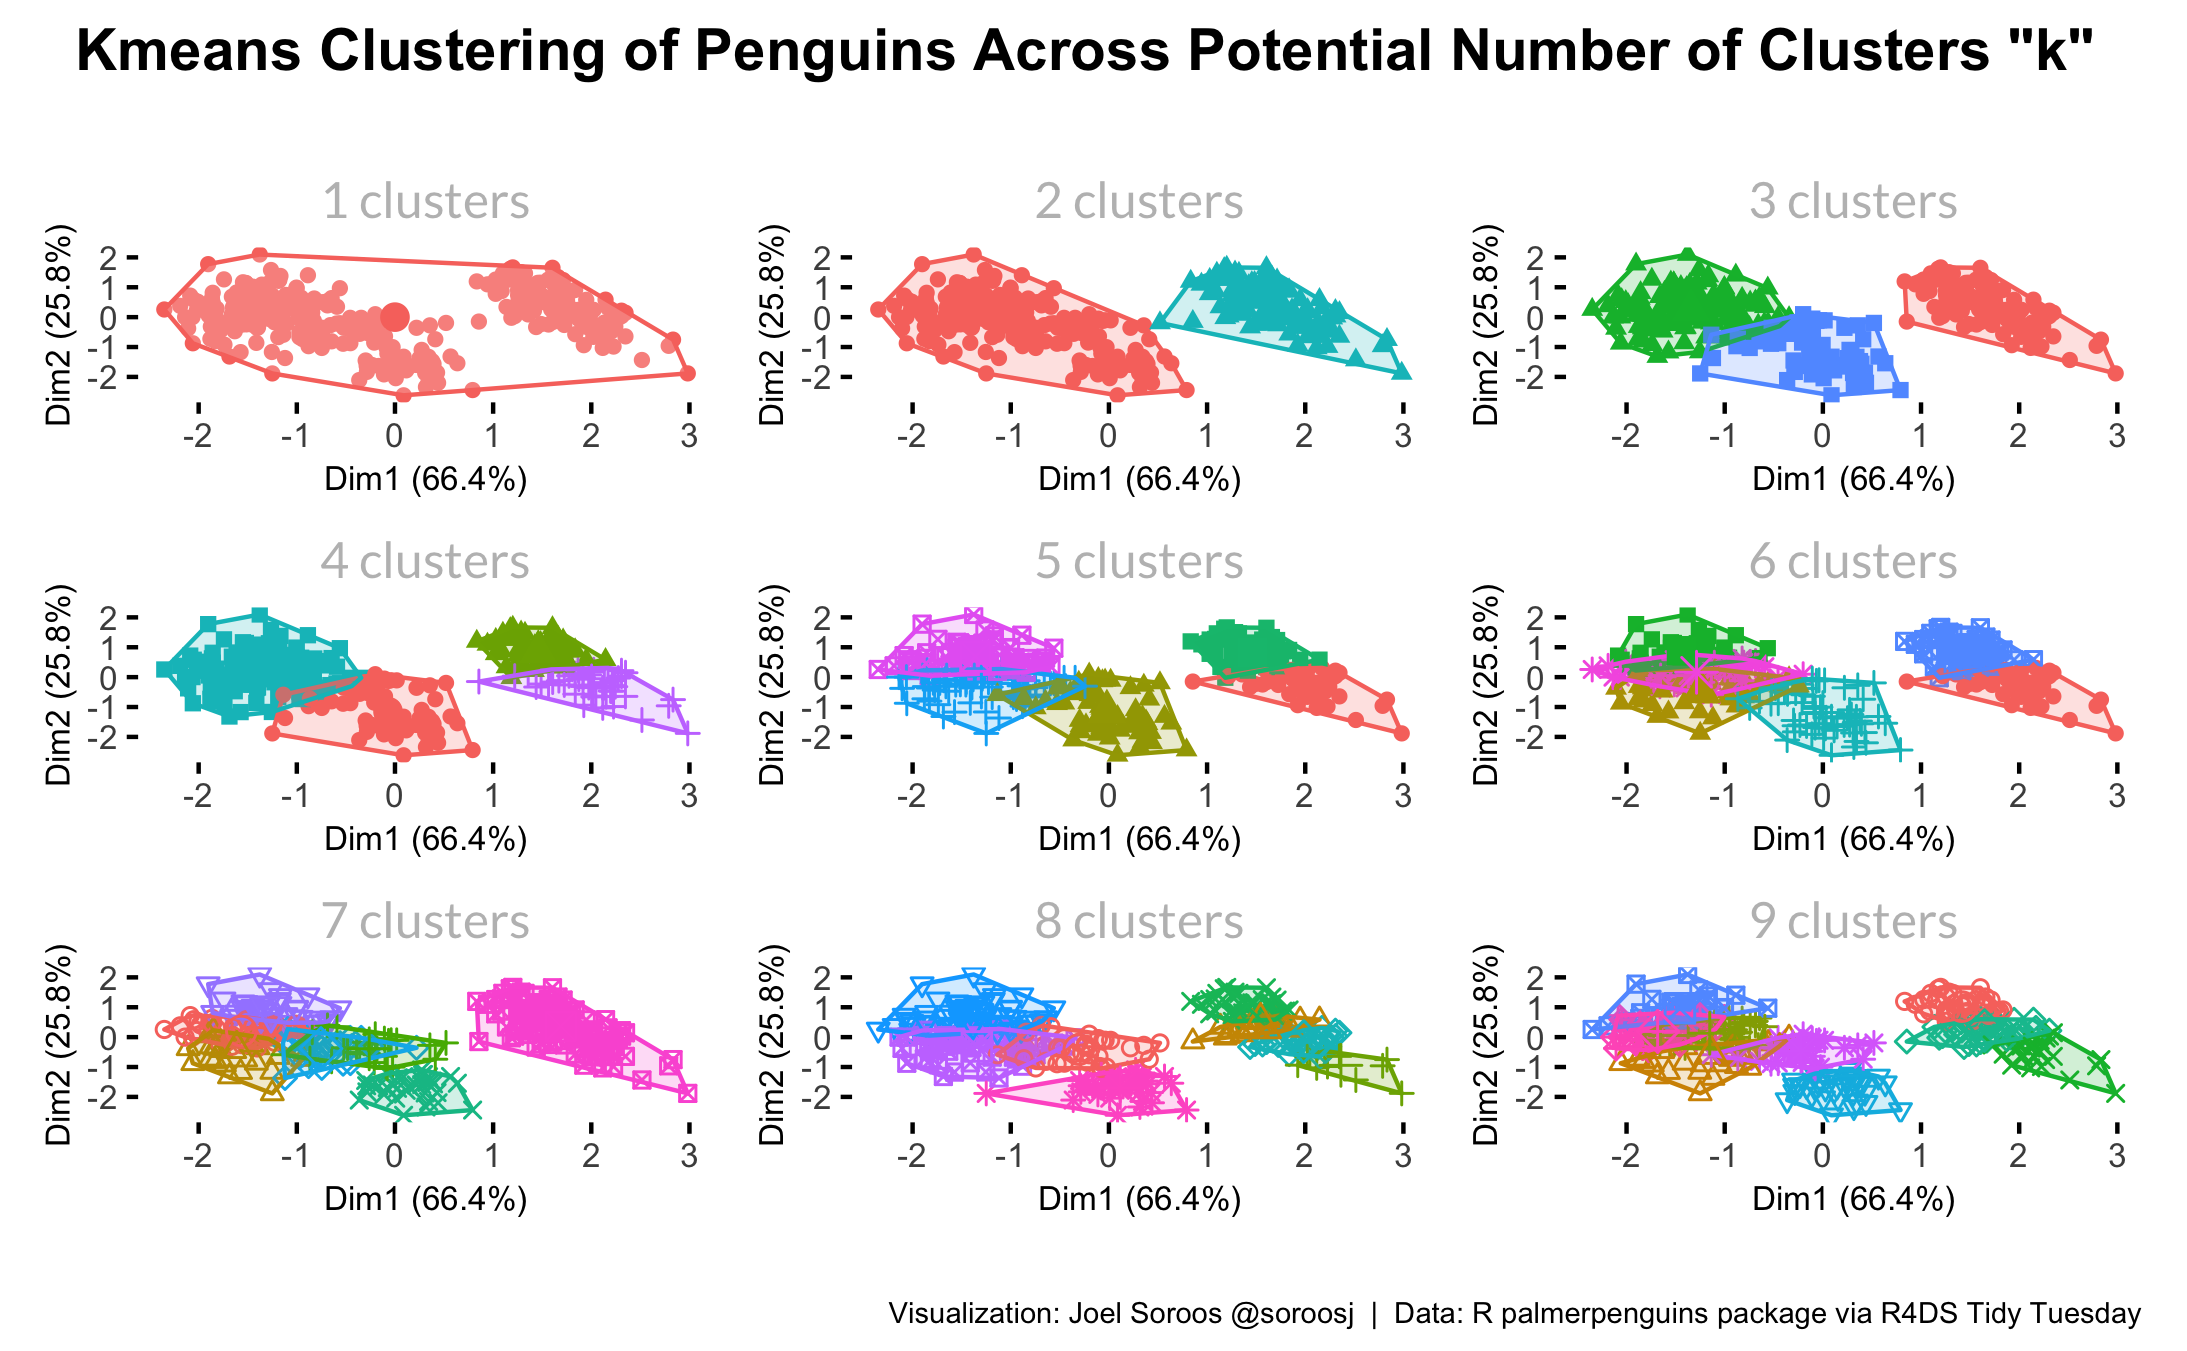 Kmeans Clustering of Penguins Across Potential Number of Clusters "k"
1 clusters
Dim2 (25.8%)
2
1
0
-1
-2
-2 -1 0 1 2 3
Dim1 (66.4%)
2 clusters
Dim2 (25.8%)
2
1
0
-1
-2
-2 -1 0 1 2 3
Dim1 (66.4%)
3 clusters
Dim2 (25.8%)
2
1
0
-1
-2
-2 -1 0 1 2 3
Dim1 (66.4%)
4 clusters
Dim2 (25.8%)
2
1
0
-1
-2
-2 -1 0 1 2 3
Dim1 (66.4%)
5 clusters
Dim2 (25.8%)
2
1
0
-1
-2
-2 -1 0 1 2 3
Dim1 (66.4%)
6 clusters
Dim2 (25.8%)
2
1
0
-1
-2
-2 -1 0 1 2 3
Dim1 (66.4%)
7 clusters
Dim2 (25.8%)
2
1
0
-1
-2
-2 -1 0 1 2 3
Dim1 (66.4%)
8 clusters
Dim2 (25.8%)
2
1
0
-1
-2
-2 -1 0 1 2 3
Dim1 (66.4%)
9 clusters
Dim2 (25.8%)
2
1
0
-1
-2
-2 -1 0 1 2 3
Dim1 (66.4%)
Visualization: Joel Soroos @soroosj | Data: R palmerpenguins package via R4DS Tidy Tuesday